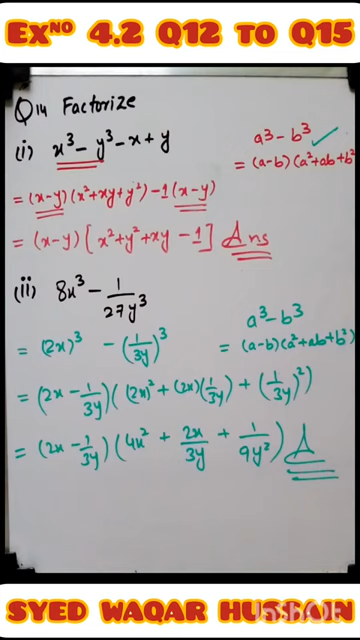 Exᴺᴼ 4.2 Q12 TO Q15
Q14 Factorize
(i) x³ - y³ - x + y
a³ - b³
= (a-b)(a²+ab+b²
= (x-y)(x²+xy+y²) -1(x-y)
= (x-y)[x²+y²+xy -1] Ans
(ii) 8x³ - 1/27y³
a³ - b³
= (a-b)(a²+ab+b²)
= (2x)³ - (1/3y)³
= (2x - 1/3y)((2x)² + (2x)(1/3y) + (1/3y)²)
= (2x - 1/3y)(4x² + 2x/3y + 1/9y²) A
SYED WAQAR HUSSAIN